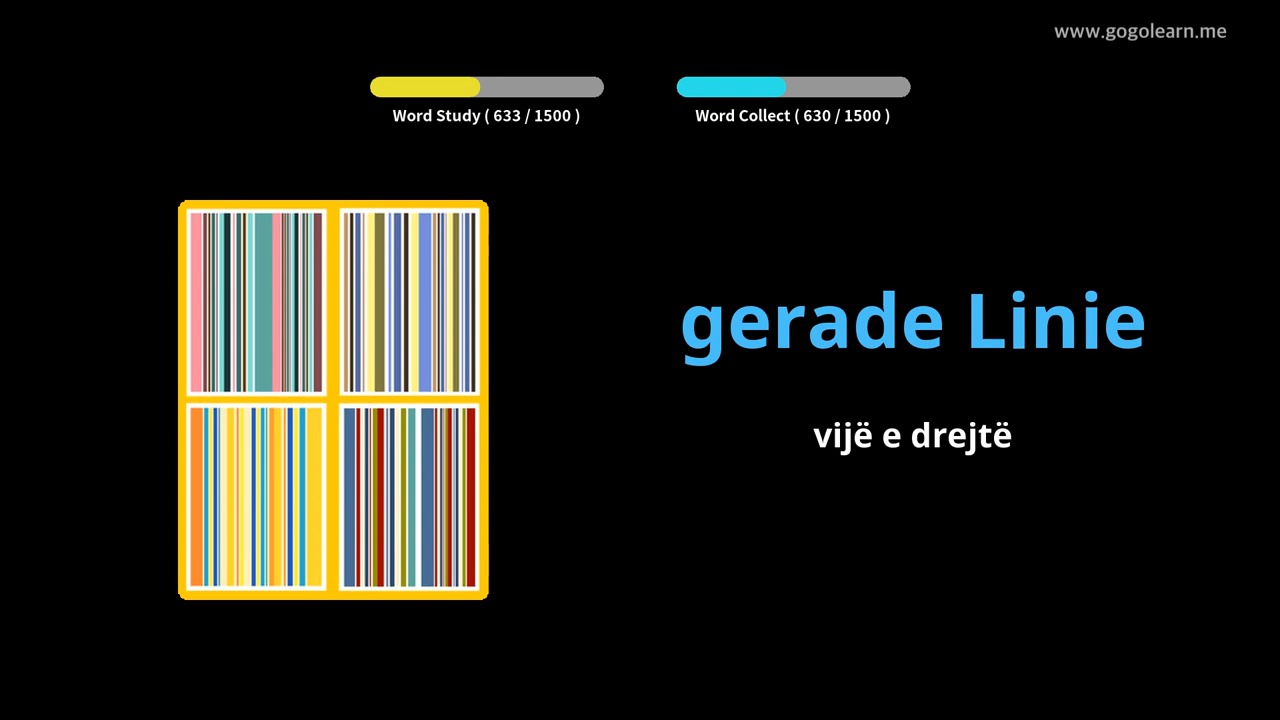 www.gogolearn.me
Word Study ( 633 / 1500 )
Word Collect ( 630 / 1500 )
gerade Linie
vijë e drejtë